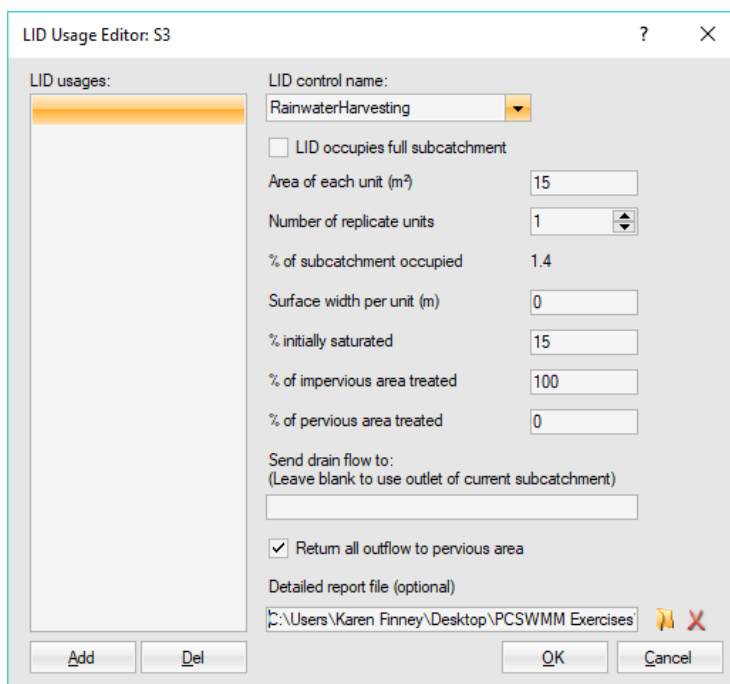 LID Usage Editor: S3
?
LID usages:
LID control name:
RainwaterHarvesting
LID occupies full subcatchment
Area of each unit (m²) 15
Number of replicate units 1
% of subcatchment occupied 1.4
Surface width per unit (m) 0
% initially saturated 15
% of impervious area treated 100
% of pervious area treated 0
Send drain flow to:
(Leave blank to use outlet of current subcatchment)
Return all outflow to pervious area
Detailed report file (optional)
C:\Users\Karen Finney\Desktop\PCSWMM Exercises
Add Del OK Cancel